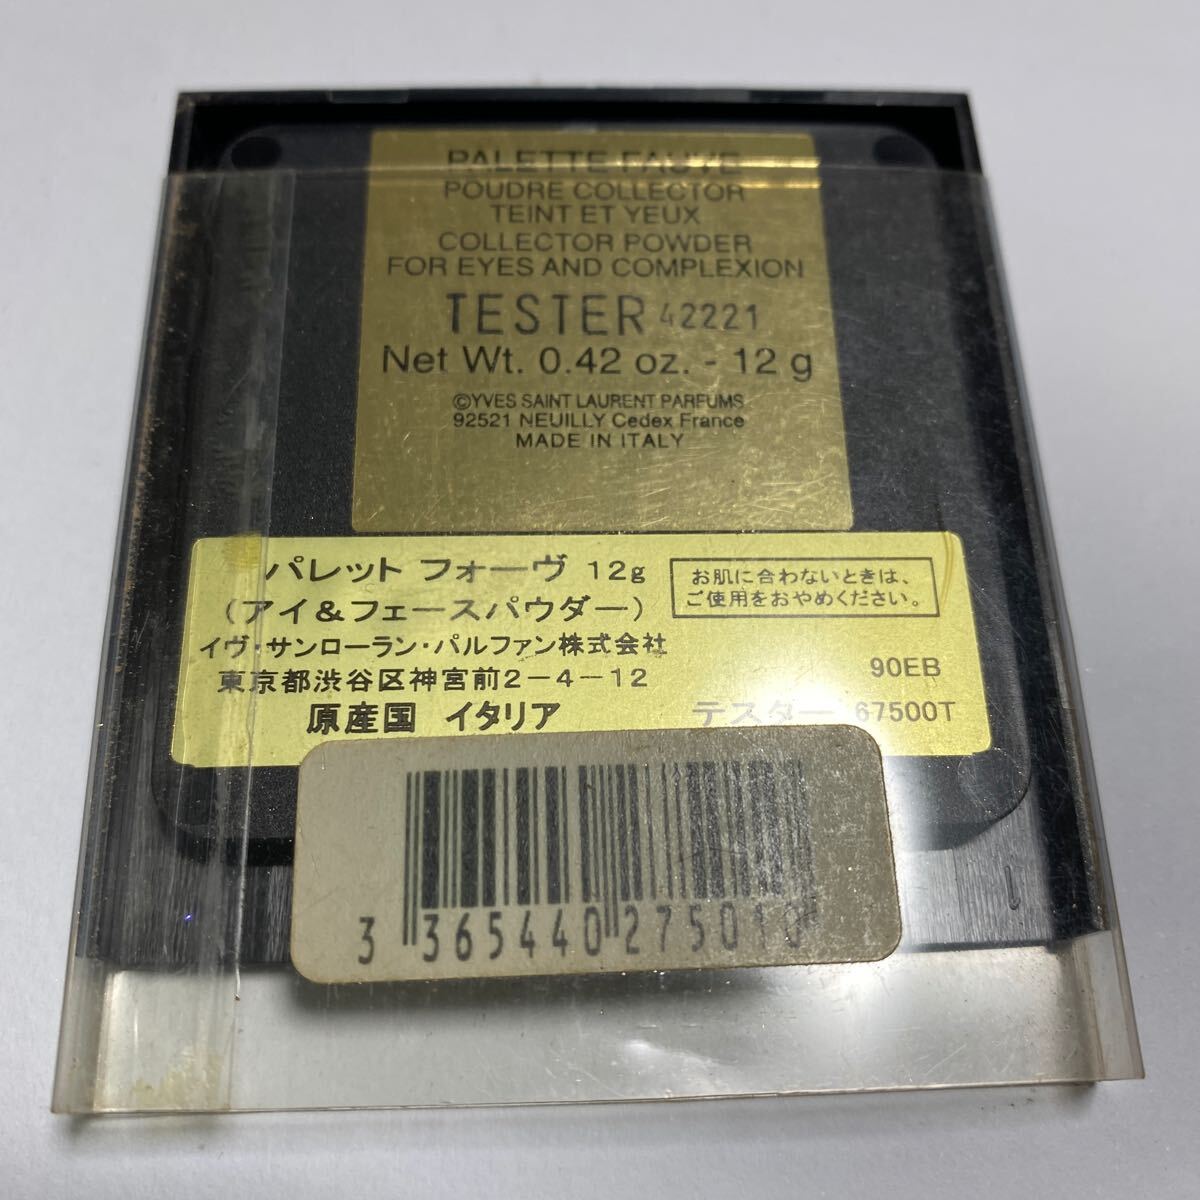 PALETTE FAUVE
POUDRE COLLECTOR
TEINT ET YEUX
COLLECTOR POWDER
FOR EYES AND COMPLEXION
TESTER 42221
Net Wt. 0.42 oz. - 12 g
©YVES SAINT LAURENT PARFUMS
92521 NEUILLY Cedex France
MADE IN ITALY
パレット フォーヴ 12g
(アイ&フェースパウダー)
お肌に合わないときは、
ご使用をおやめください。
イヴ・サンローラン・パルファン株式会社
東京都渋谷区神宮前2-4-12
90EB
原産国 イタリア
テスター 67500T
3 365440 275010